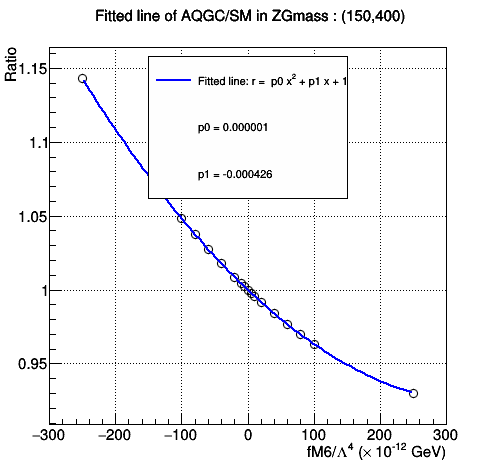 Fitted line of AQGC/SM in ZGmass : (150,400)
Ratio
1.15
1.1
1.05
1
0.95
Fitted line: r = p0 x² + p1 x + 1
p0 = 0.000001
p1 = -0.000426
−300 −200 −100 0 100 200 300
fM6/Λ⁴ (× 10⁻¹² GeV)